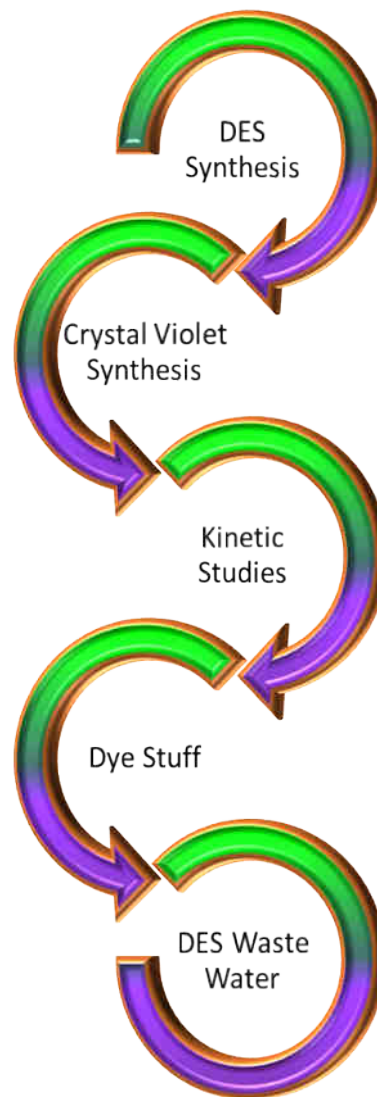 DES
Synthesis
Crystal Violet
Synthesis
Kinetic
Studies
Dye Stuff
DES Waste
Water